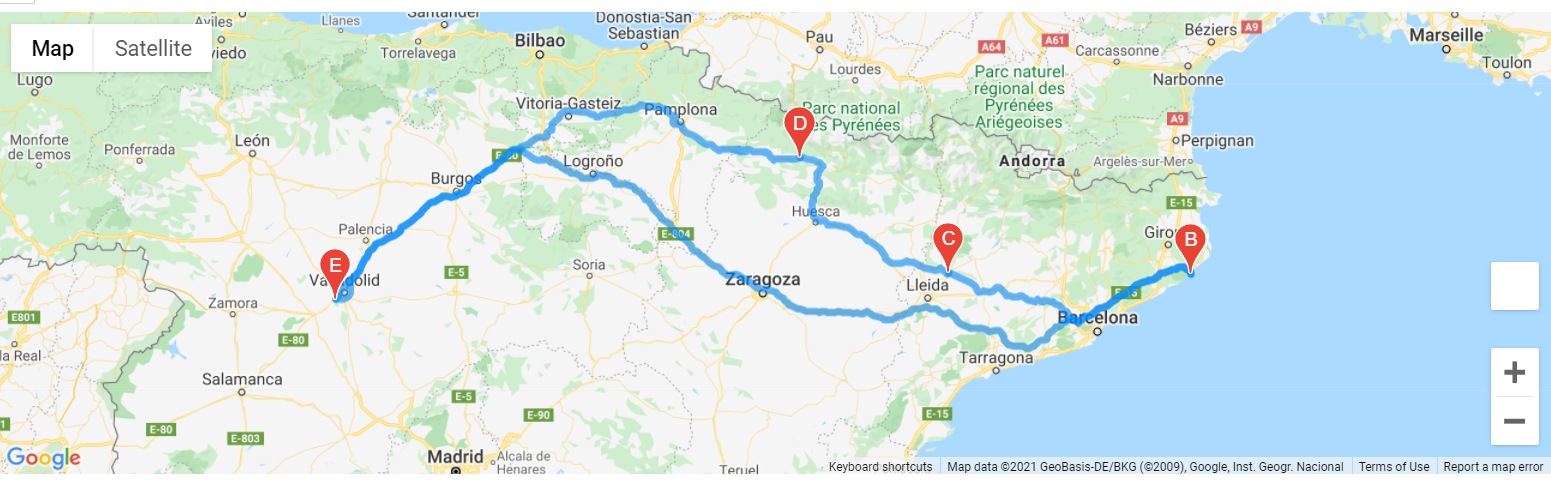 Map
Satellite
Avilés
Llanes
Santander
Oviedo
Torrelavega
Lugo
Bilbao
Donostia-San
Sebastian
Pau
Lourdes
A64
A61
Carcassonne
Béziers
A9
Narbonne
Marseille
Toulon
Parc naturel
régional des
Pyrénées
Ariégeoises
Parc national
des Pyrénées
D
A9
Perpignan
Argelès-sur-Mer
Andorra
Monforte
de Lemos
Ponferrada
León
Vitoria-Gasteiz
Pamplona
Logroño
E-80
Burgos
Palencia
Huesca
E-15
Girona
B
C
E
Valladolid
E-5
Soria
E-804
Zaragoza
Lleida
E-15
Barcelona
Tarragona
Zamora
E801
la Real
E-80
Salamanca
E-5
E-90
E-80
E-803
E-15
Madrid
Alcala de
Henares
Teruel
+
−
Google
Keyboard shortcuts
Map data ©2021 GeoBasis-DE/BKG (©2009), Google, Inst. Geogr. Nacional
Terms of Use
Report a map error